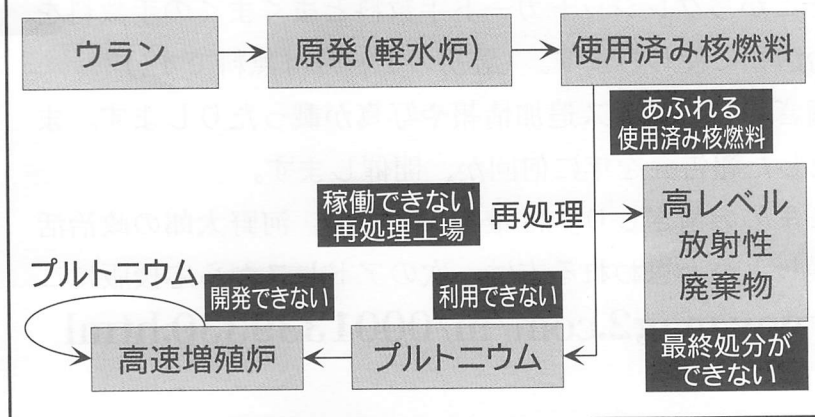 ウラン
原発(軽水炉)
使用済み核燃料
あふれる
使用済み核燃料
稼働できない
再処理工場
再処理
高レベル
放射性
廃棄物
プルトニウム
開発できない
利用できない
高速増殖炉
プルトニウム
最終処分が
できない